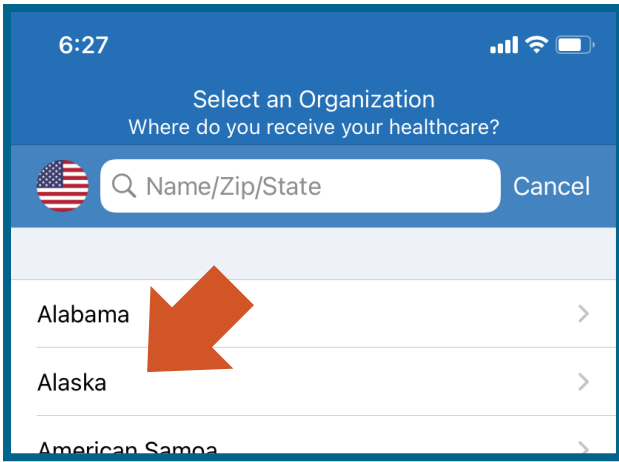 6:27
Select an Organization
Where do you receive your healthcare?
Name/Zip/State
Cancel
Alabama
Alaska
American Samoa